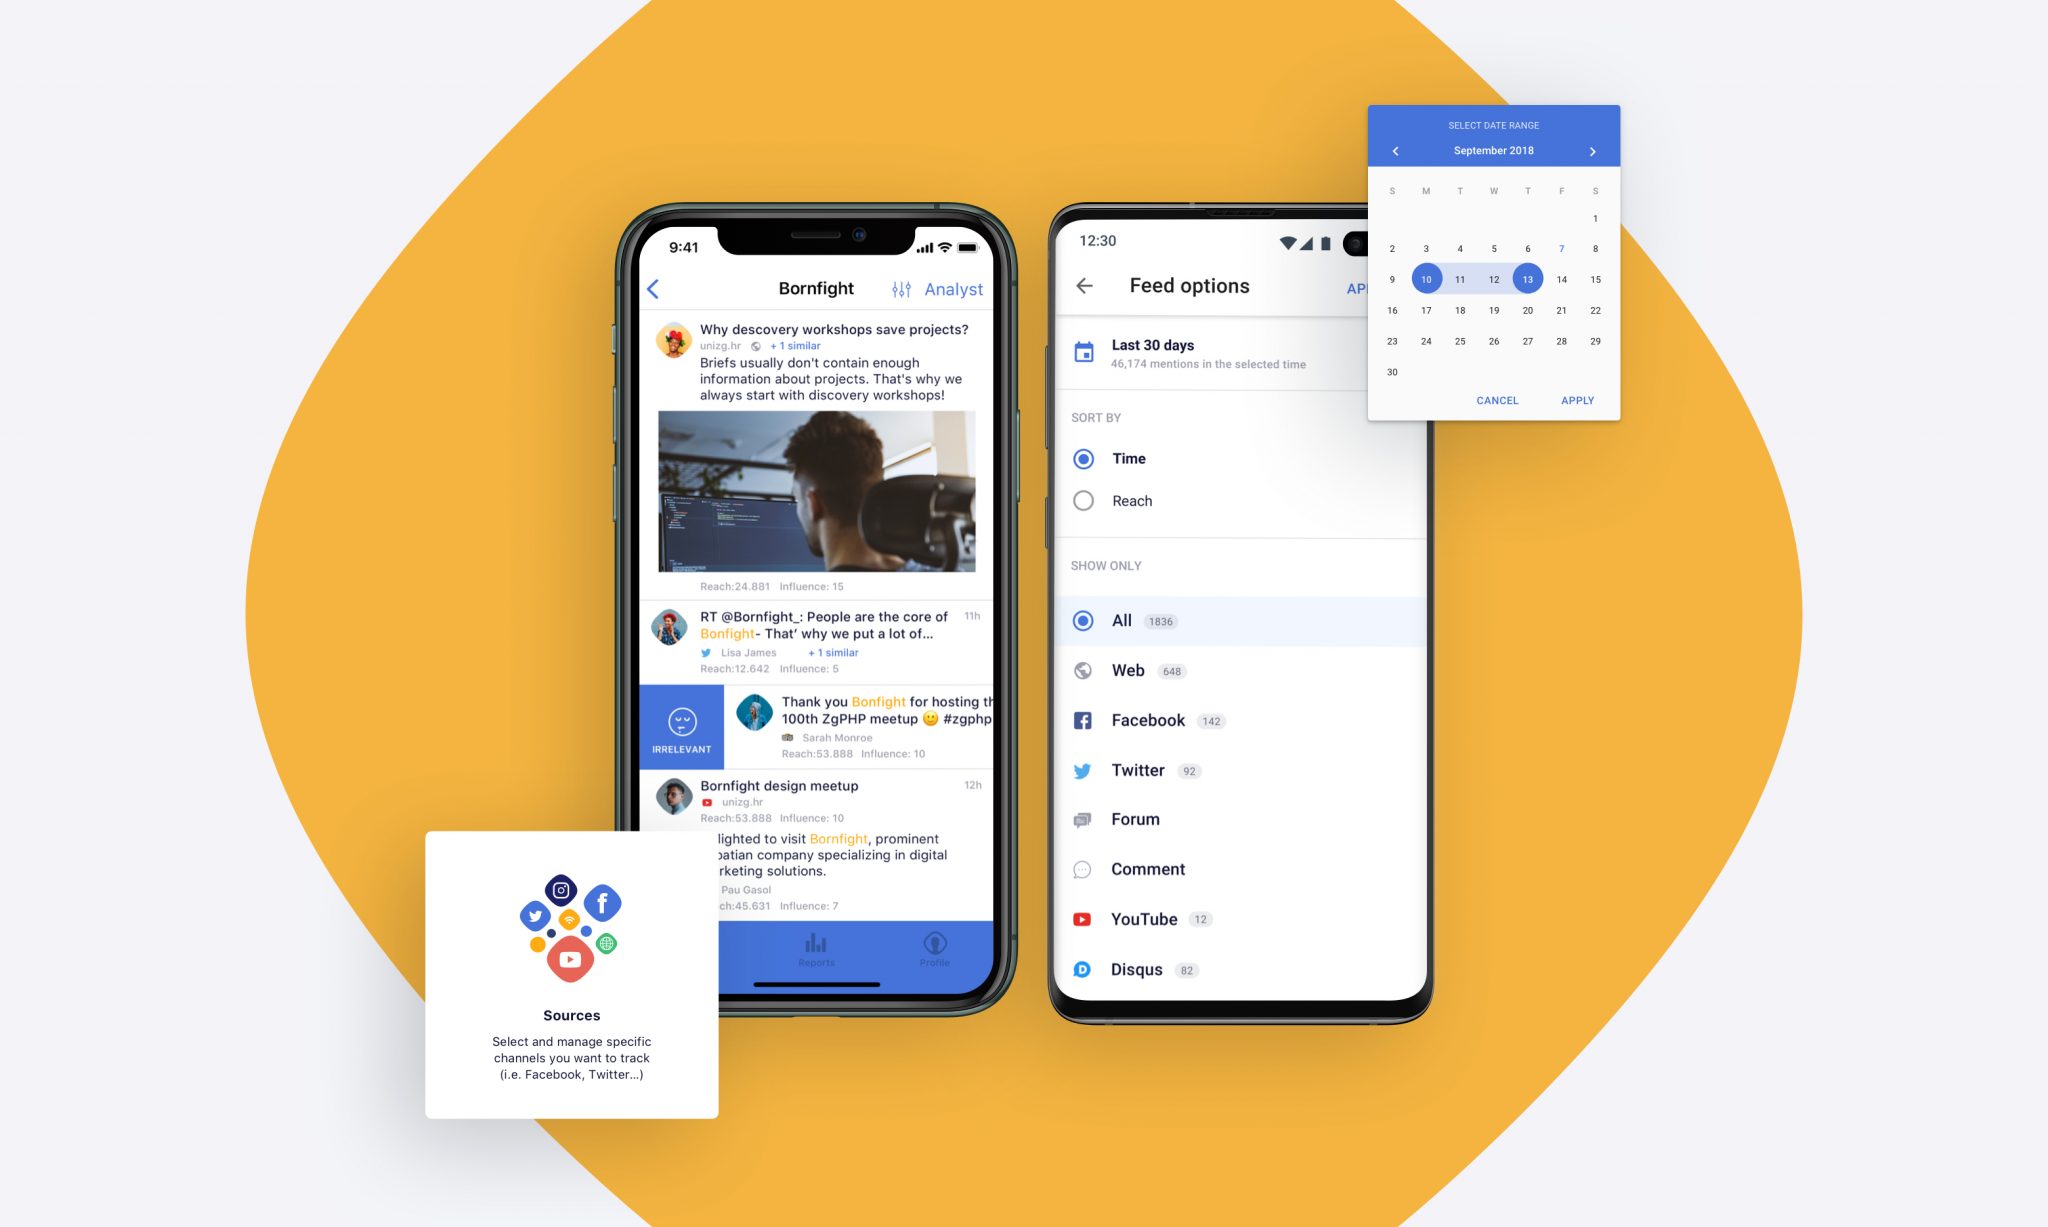 9:41
Bornfight
Analyst
Why descovery workshops save projects?
unizg.hr
+ 1 similar
Briefs usually don't contain enough
information about projects. That's why we
always start with discovery workshops!
Reach:24.881 Influence: 15
RT @Bornfight_: People are the core of
11h
Bonfight- That' why we put a lot of...
Lisa James
+ 1 similar
Reach:12.642 Influence: 5
IRRELEVANT
Thank you Bonfight for hosting th
100th ZgPHP meetup 🙂 #zgphp
Sarah Monroe
Reach:53.888 Influence: 10
Bornfight design meetup
12h
unizg.hr
Reach:53.888 Influence: 10
lighted to visit Bornfight, prominent
atian company specializing in digital
rketing solutions.
Pau Gasol
ch:45.631 Influence: 7
Reports
Profile
Sources
Select and manage specific
channels you want to track
(i.e. Facebook, Twitter...)
12:30
Feed options
AP
Last 30 days
46,174 mentions in the selected time
SORT BY
Time
Reach
SHOW ONLY
All 1836
Web 648
Facebook 142
Twitter 92
Forum
Comment
YouTube 12
Disqus 82
SELECT DATE RANGE
September 2018
S M T W T F S
1
2 3 4 5 6 7 8
9 10 11 12 13 14 15
16 17 18 19 20 21 22
23 24 25 26 27 28 29
30
CANCEL APPLY